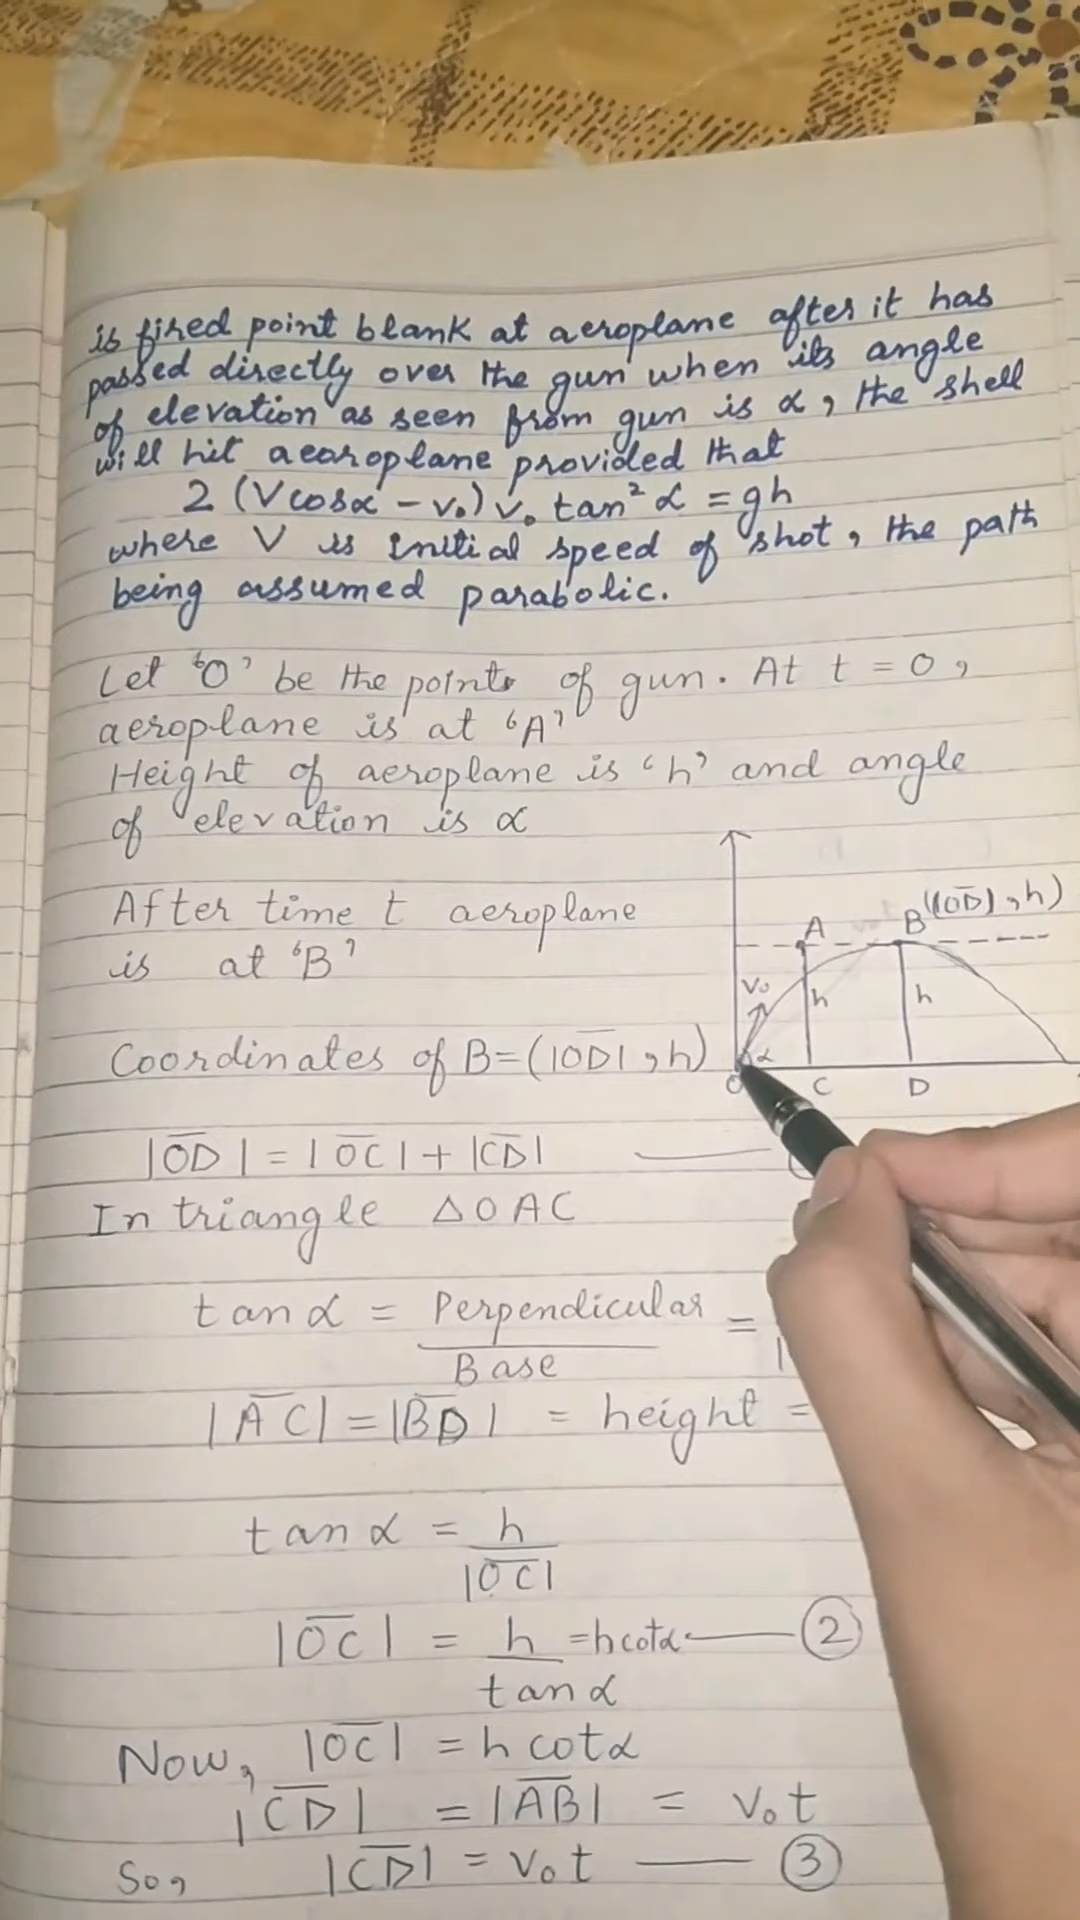 is fired point blank at aeroplane after it has
passed directly over the gun when its angle
of elevation as seen from gun is α, the shell
will hit aearoplane provided that
2 (Vcosα - v₀) v₀ tan² α = gh
where V is initial speed of shot, the path
being assumed parabolic.
Let 'O' be the points of gun. At t = 0,
aeroplane is at 'A'
Height of aeroplane is 'h' and angle
of elevation is α
After time t aeroplane
is at 'B'
A B (|OD|, h)
V₀ h h
α
O C D
Coordinates of B = (|OD|, h)
|OD| = |OC| + |CD|
In triangle △OAC
tan α = Perpendicular =
Base
|AC| = |BD| = height =
tan α = h
|OC|
|OC| = h = h cotα 2
tan α
Now, |OC| = h cotα
|CD| = |AB| = v₀t
So, |CD| = v₀t 3